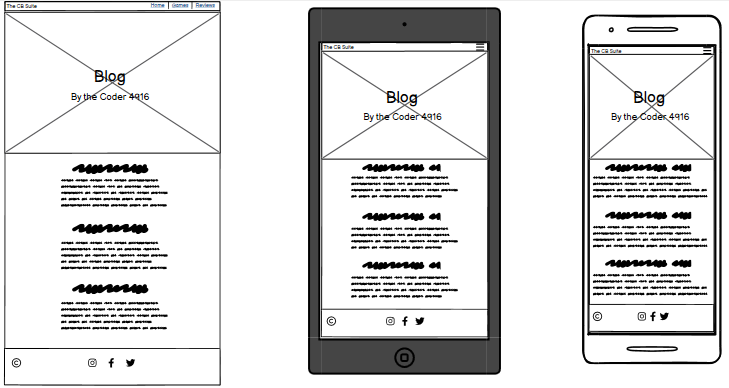 The CB Suite Home Games Reviews
Blog
By the Coder 4916
©
The CB Suite
Blog
By the Coder 4916
©
The CB Suite
Blog
By the Coder 4916
©